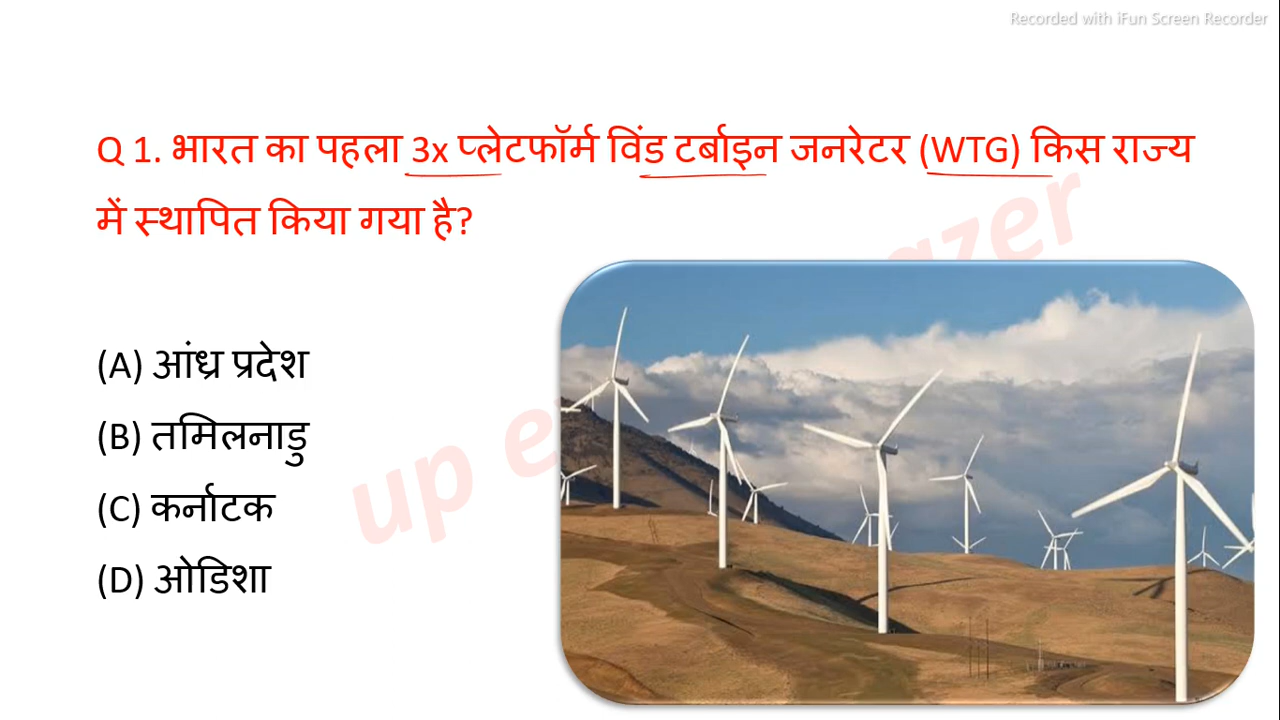 Recorded with iFun Screen Recorder
Q 1. भारत का पहला 3x प्लेटफॉर्म विंड टर्बाइन जनरेटर (WTG) किस राज्य
में स्थापित किया गया है?
(A) आंध्र प्रदेश
(B) तमिलनाडु
(C) कर्नाटक
(D) ओडिशा
up